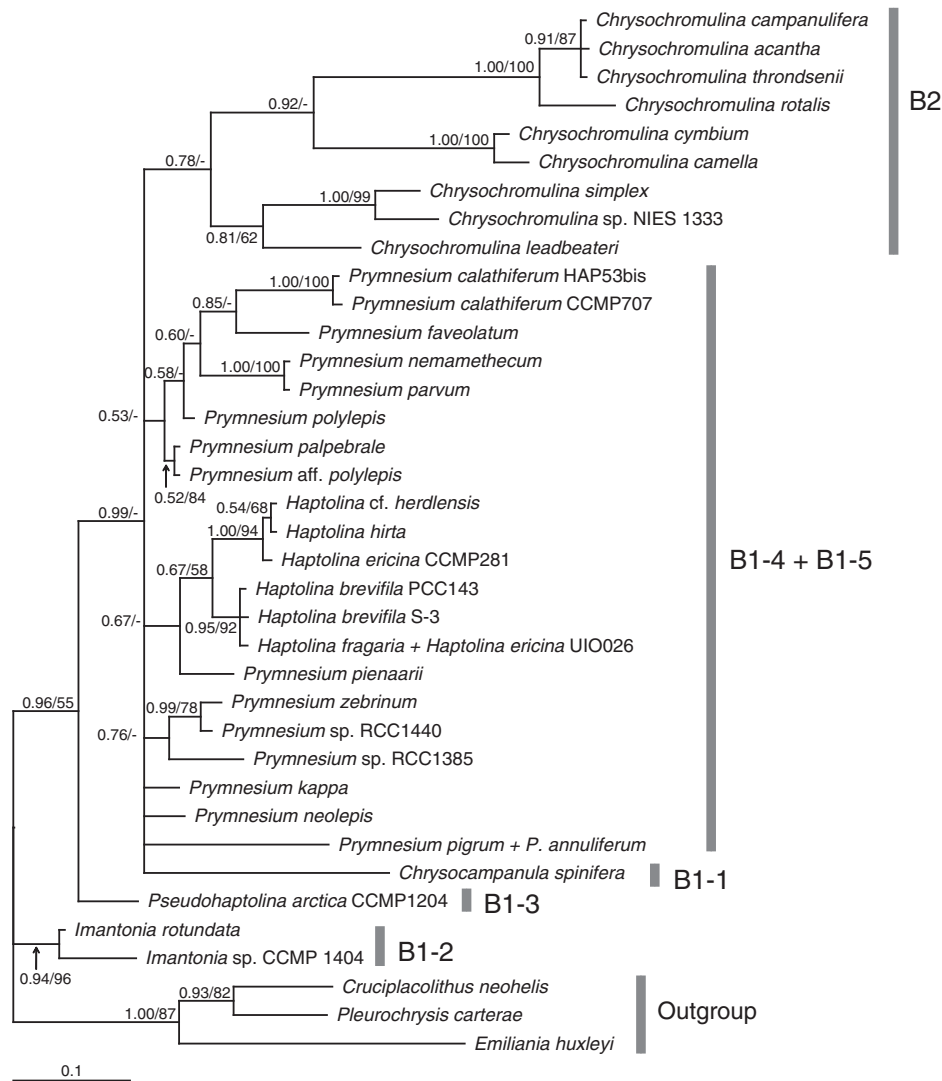 Chrysochromulina campanulifera
0.91/87
Chrysochromulina acantha
1.00/100
Chrysochromulina throndsenii
0.92/-
Chrysochromulina rotalis
B2
Chrysochromulina cymbium
1.00/100
0.78/-
Chrysochromulina camella
Chrysochromulina simplex
1.00/99
Chrysochromulina sp. NIES 1333
0.81/62
Chrysochromulina leadbeateri
Prymnesium calathiferum HAP53bis
1.00/100
0.85/-
Prymnesium calathiferum CCMP707
Prymnesium faveolatum
0.60/-
Prymnesium nemamethecum
1.00/100
0.58/-
Prymnesium parvum
0.53/-
Prymnesium polylepis
Prymnesium palpebrale
Prymnesium aff. polylepis
0.52/84
Haptolina cf. herdlensis
0.54/68
0.99/-
Haptolina hirta
1.00/94
Haptolina ericina CCMP281
B1-4 + B1-5
0.67/58
Haptolina brevifila PCC143
Haptolina brevifila S-3
0.67/-
0.95/92
Haptolina fragaria + Haptolina ericina UIO026
Prymnesium pienaarii
0.96/55
Prymnesium zebrinum
0.99/78
Prymnesium sp. RCC1440
0.76/-
Prymnesium sp. RCC1385
Prymnesium kappa
Prymnesium neolepis
Prymnesium pigrum + P. annuliferum
Chrysocampanula spinifera
B1-1
Pseudohaptolina arctica CCMP1204
B1-3
Imantonia rotundata
B1-2
Imantonia sp. CCMP 1404
0.94/96
Cruciplacolithus neohelis
0.93/82
Outgroup
1.00/87
Pleurochrysis carterae
Emiliania huxleyi
0.1